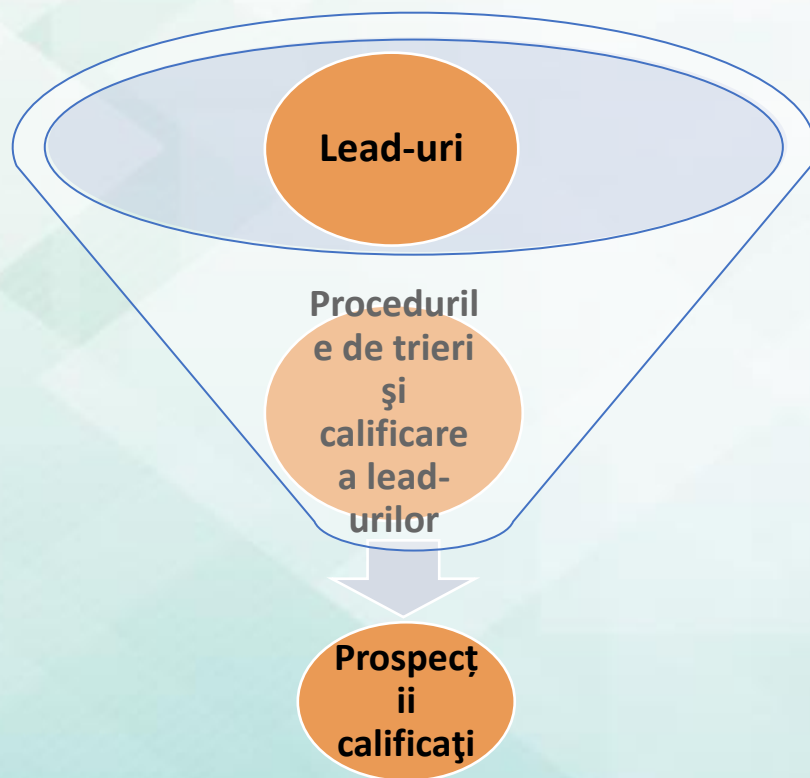 Lead-uri
Proceduril
e de trieri
şi
calificare
a lead-
urilor
Prospecț
ii
calificaţi